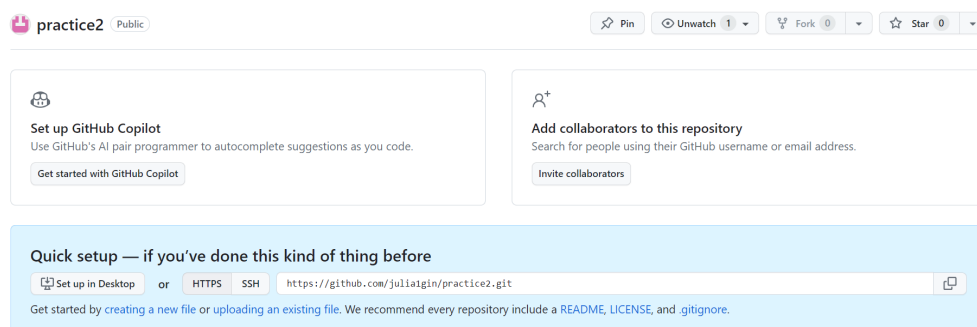 practice2 Public Pin Unwatch 1 Fork 0 Star 0
Set up GitHub Copilot
Use GitHub's AI pair programmer to autocomplete suggestions as you code.
Get started with GitHub Copilot
Add collaborators to this repository
Search for people using their GitHub username or email address.
Invite collaborators
Quick setup — if you've done this kind of thing before
Set up in Desktop or HTTPS SSH https://github.com/julia1gin/practice2.git
Get started by creating a new file or uploading an existing file. We recommend every repository include a README, LICENSE, and .gitignore.